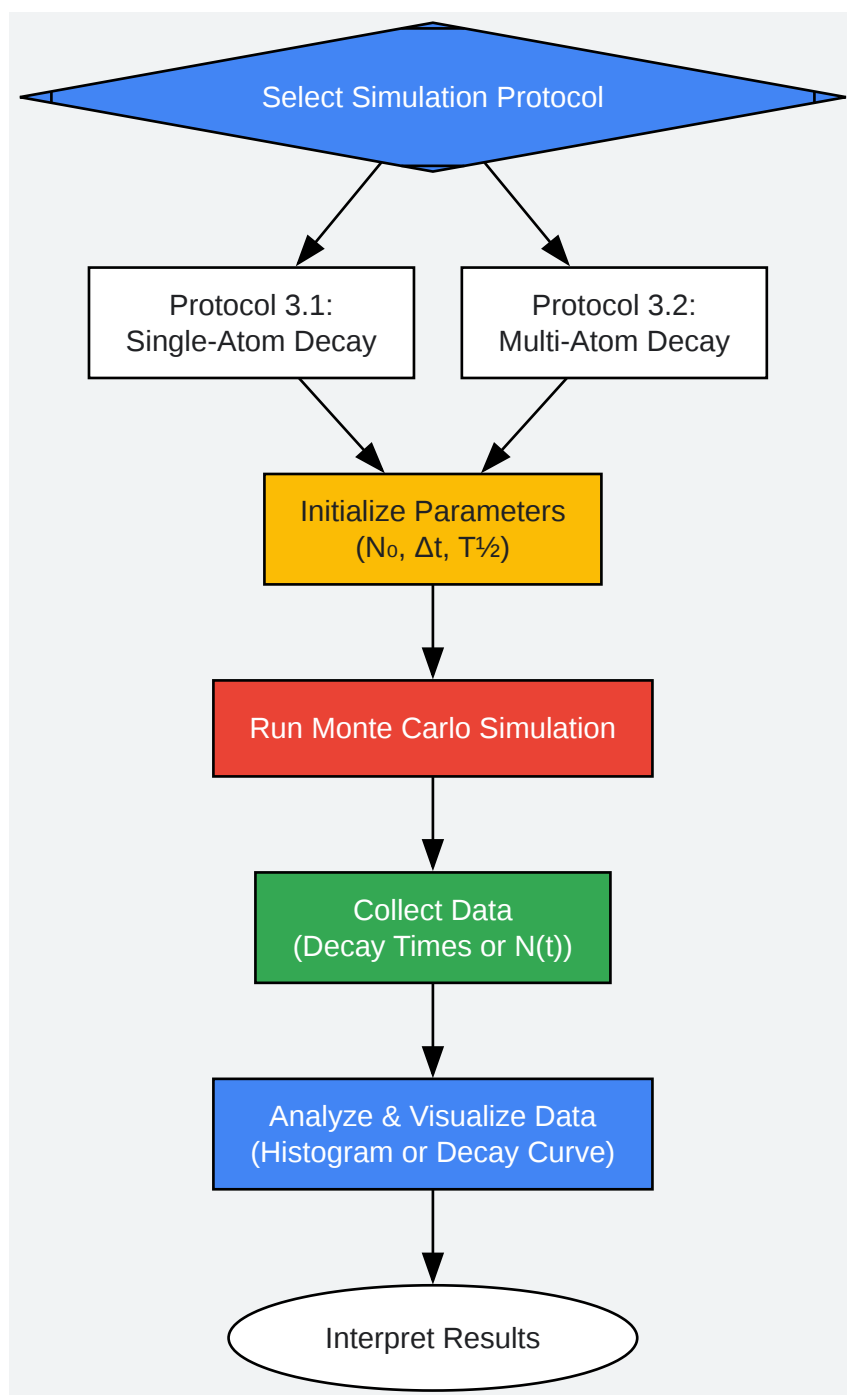 Select Simulation Protocol
Protocol 3.1:
Single-Atom Decay
Protocol 3.2:
Multi-Atom Decay
Initialize Parameters
(N₀, Δt, T½)
Run Monte Carlo Simulation
Collect Data
(Decay Times or N(t))
Analyze & Visualize Data
(Histogram or Decay Curve)
Interpret Results